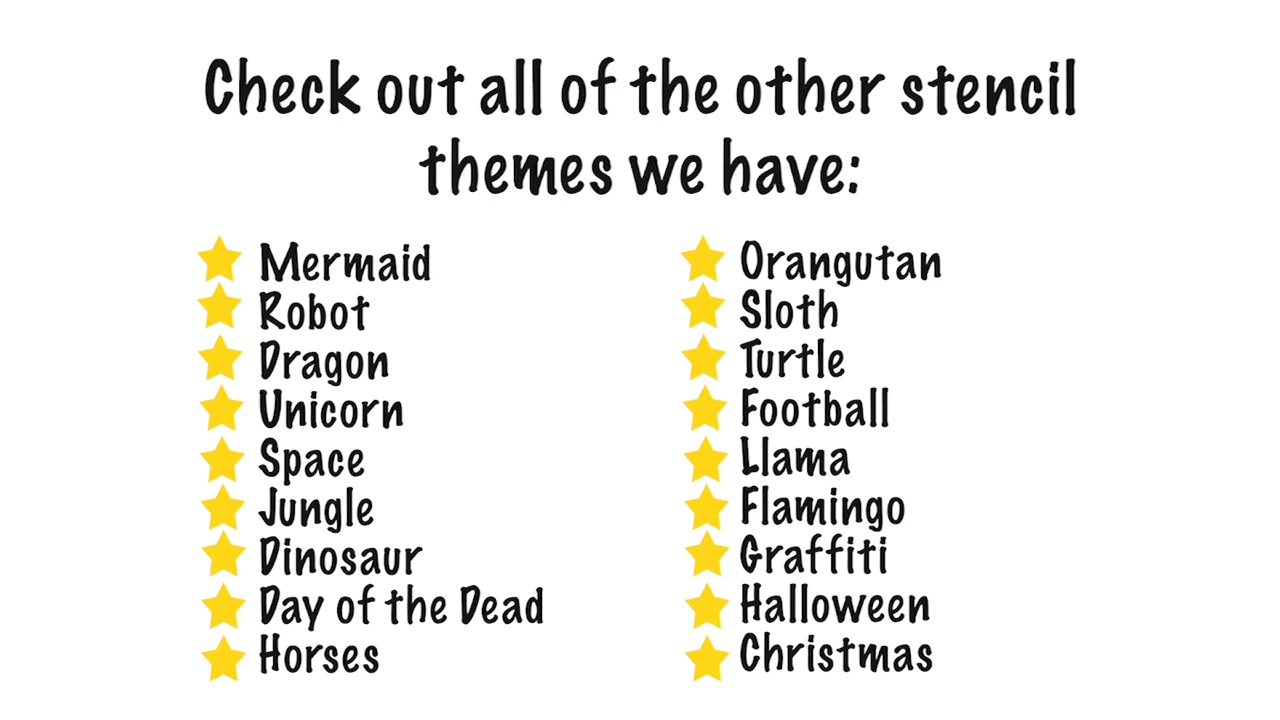 Check out all of the other stencil
themes we have:
Mermaid
Robot
Dragon
Unicorn
Space
Jungle
Dinosaur
Day of the Dead
Horses
Orangutan
Sloth
Turtle
Football
Llama
Flamingo
Graffiti
Halloween
Christmas